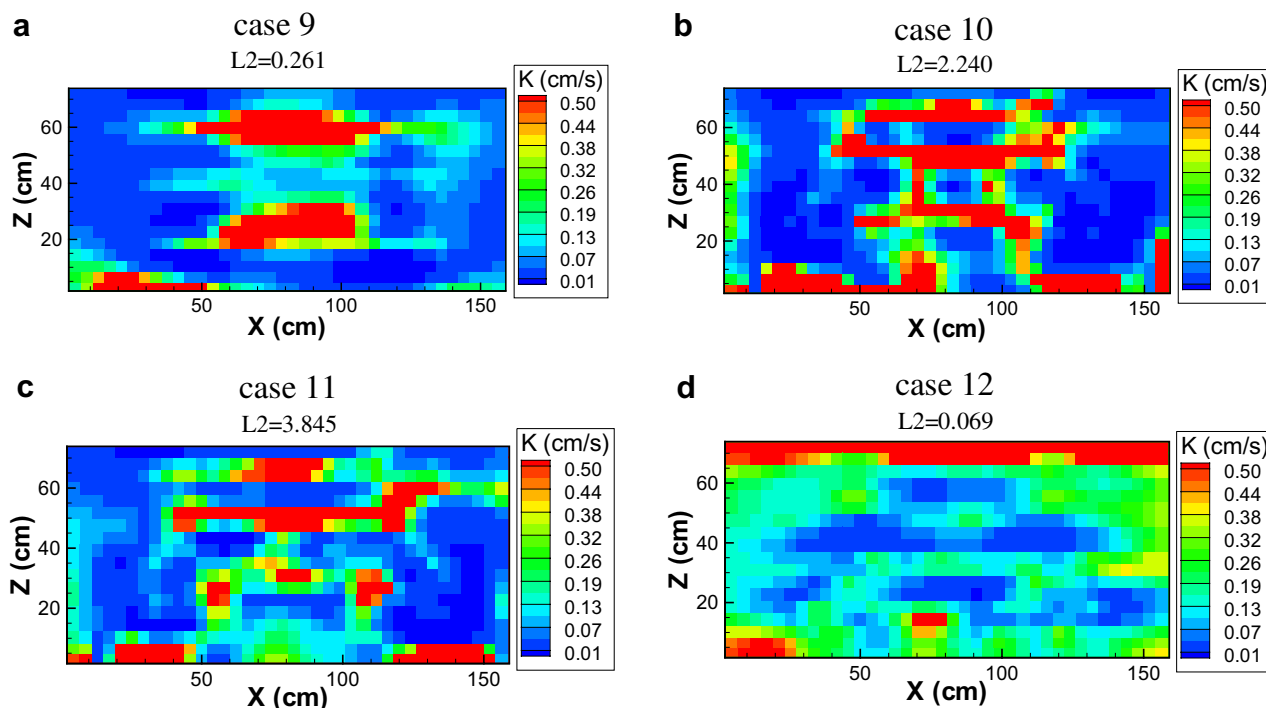 a
case 9
L2=0.261
K (cm/s)
0.50
0.44
0.38
0.32
0.26
0.19
0.13
0.07
0.01
Z (cm)
60
40
20
50
100
150
X (cm)
b
case 10
L2=2.240
K (cm/s)
0.50
0.44
0.38
0.32
0.26
0.19
0.13
0.07
0.01
Z (cm)
60
40
20
50
100
150
X (cm)
c
case 11
L2=3.845
K (cm/s)
0.50
0.44
0.38
0.32
0.26
0.19
0.13
0.07
0.01
Z (cm)
60
40
20
50
100
150
X (cm)
d
case 12
L2=0.069
K (cm/s)
0.50
0.44
0.38
0.32
0.26
0.19
0.13
0.07
0.01
Z (cm)
60
40
20
50
100
150
X (cm)